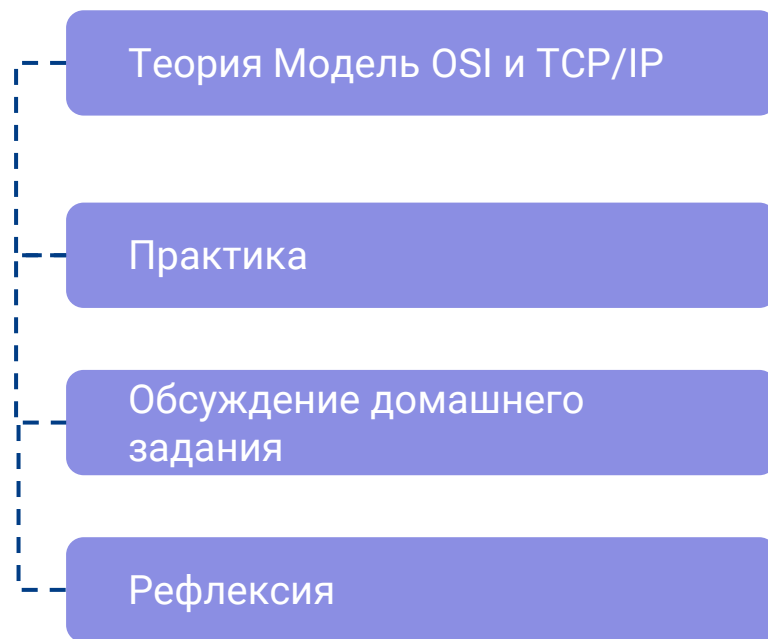 Теория Модель OSI и TCP/IP
Практика
Обсуждение домашнего
задания
Рефлексия